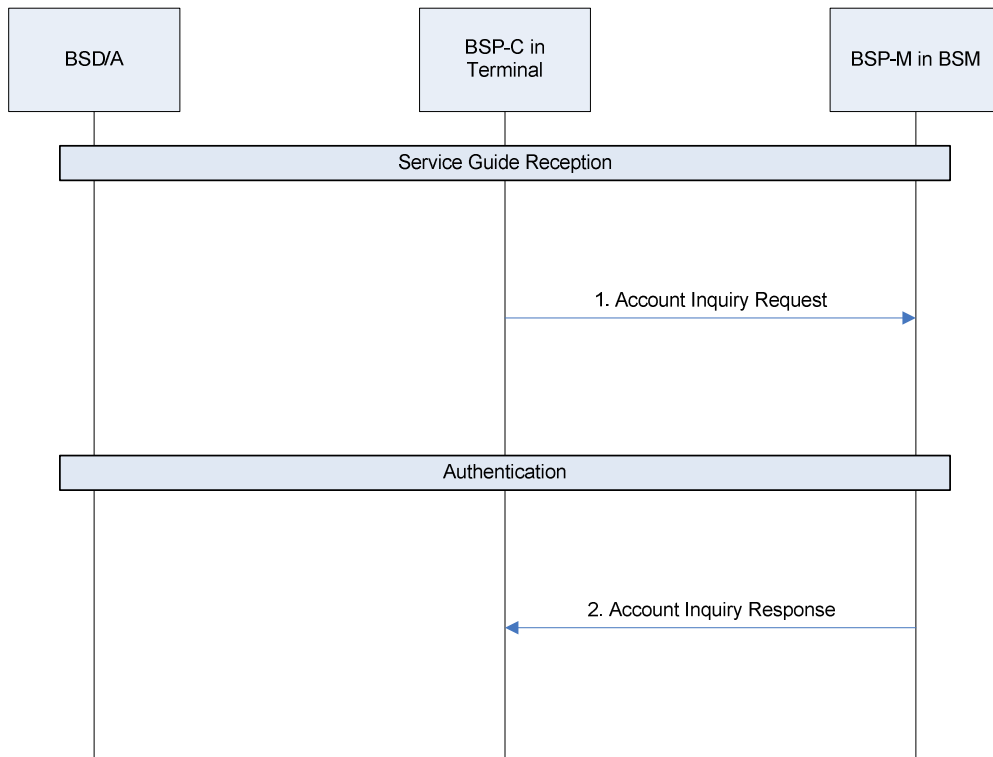 BSD/A
BSP-C in
Terminal
BSP-M in BSM
Service Guide Reception
1. Account Inquiry Request
Authentication
2. Account Inquiry Response